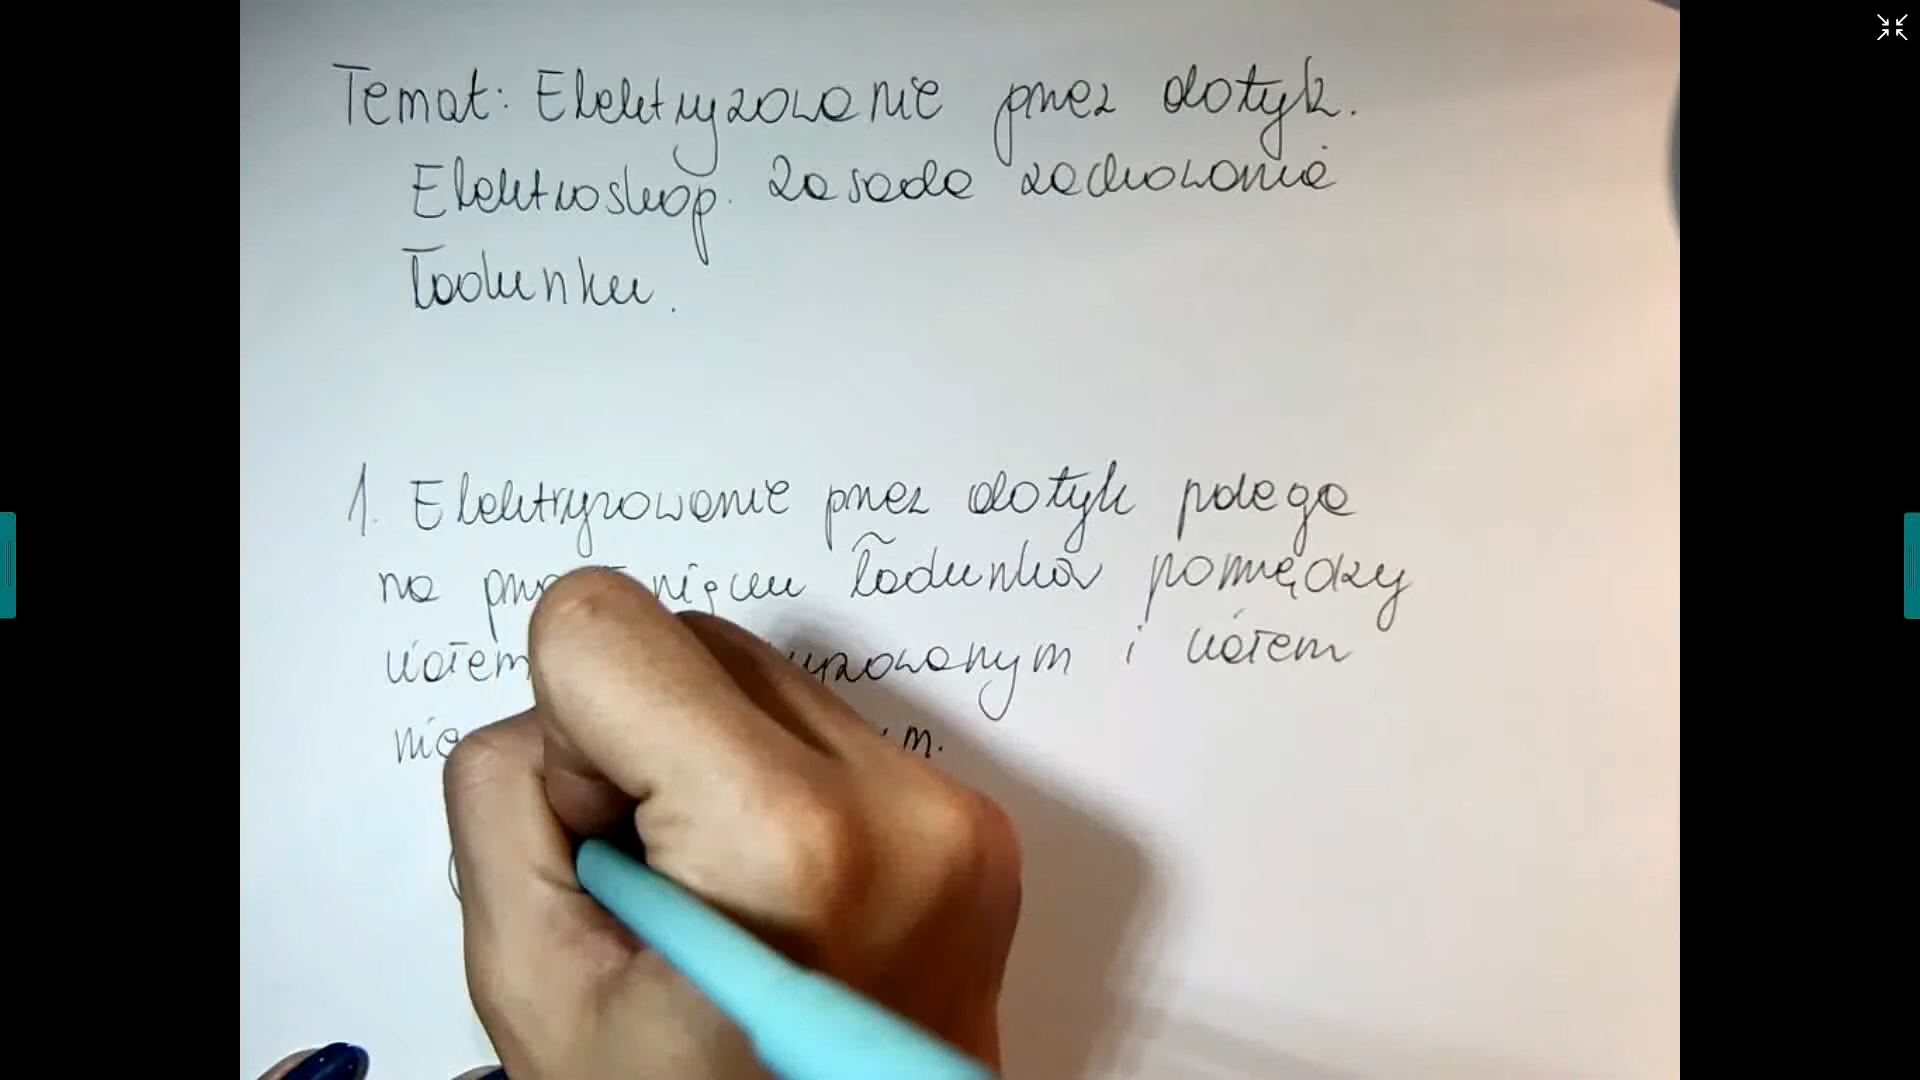 Temat: Elektryzowanie przez dotyk.
Elektroskop. Zasada zachowania
ładunku.
1. Elektryzowanie przez dotyk polega
na ładunków pomiędzy
ciałem i ciałem